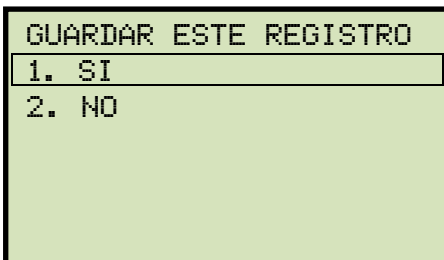 GUARDAR ESTE REGISTRO
1. SI
2. NO